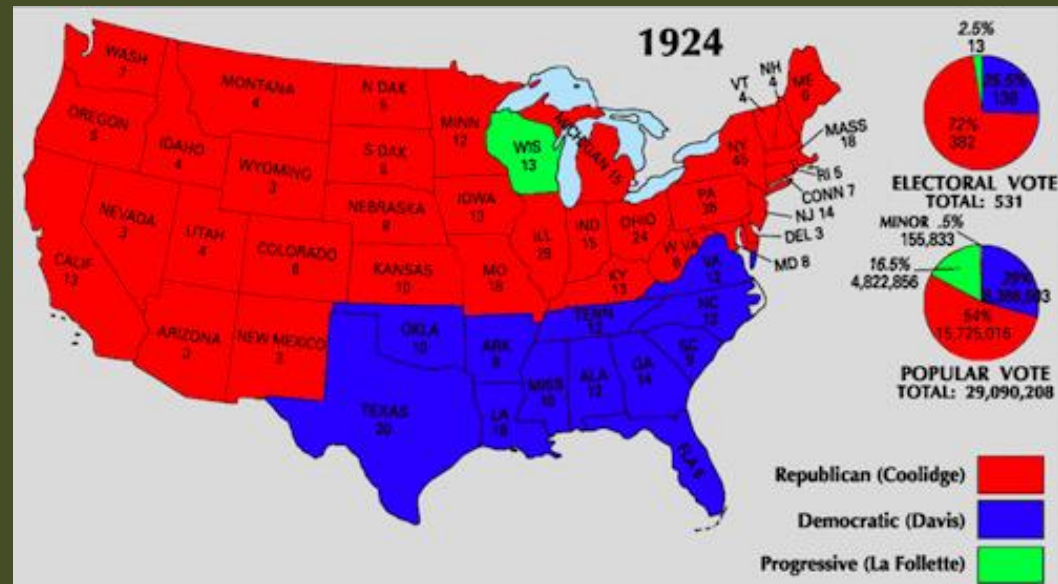 1924
WASH
7
OREGON
5
CALIF
13
IDAHO
4
NEVADA
3
MONTANA
4
WYOMING
3
UTAH
4
ARIZONA
3
COLORADO
6
NEW MEXICO
3
N DAK
5
S DAK
5
NEBRASKA
8
KANSAS
10
OKLA
10
TEXAS
20
MINN
12
IOWA
13
MO
18
ARK
9
LA
10
WIS
13
ILL
29
MICHIGAN 15
IND
15
OHIO
24
KY
13
TENN
12
MISS
10
ALA
12
GA
14
FLA 6
SC
9
NC
12
VA
12
W VA
8
PA
38
NY
45
VT
4
NH
4
ME
6
MASS
18
RI 5
CONN 7
NJ 14
DEL 3
MD 8
2.5%
13
136
72%
382
ELECTORAL VOTE
TOTAL: 531
MINOR .5%
155,833
16.5%
4,822,856
29%
54%
15,725,016
POPULAR VOTE
TOTAL: 29,090,208
Republican (Coolidge)
Democratic (Davis)
Progressive (La Follette)